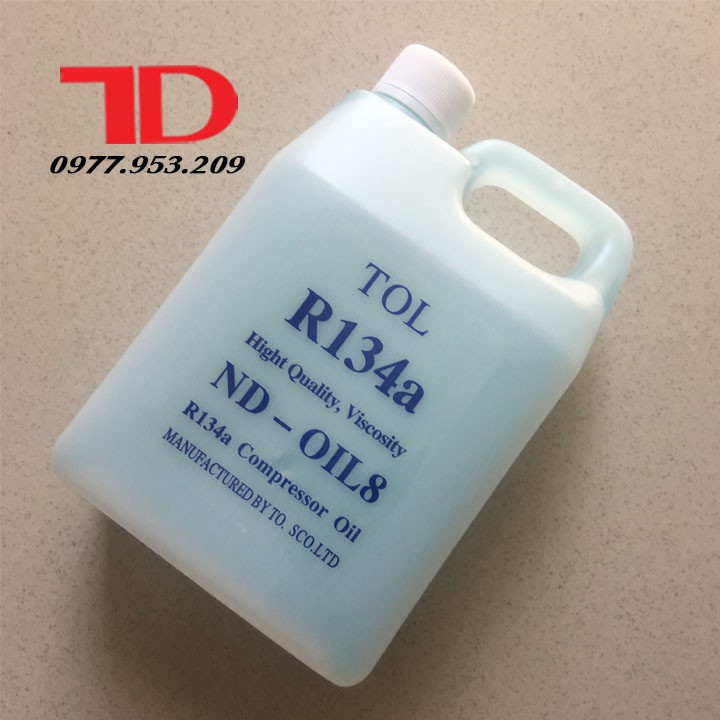 TD
0977.953.209
TOL
R134a
Hight Quality, Viscosity
ND – OIL8
R134a Compressor Oil
MANUFACTURED BY TO. SCO.LTD